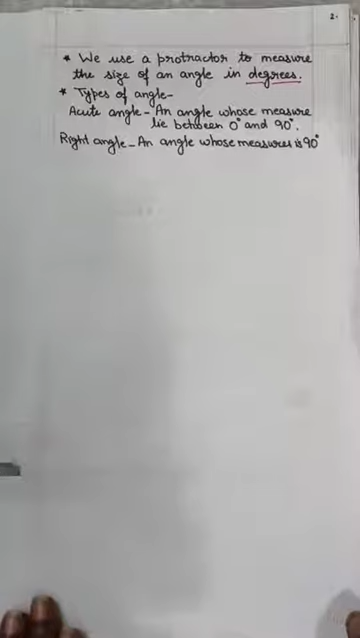 2.
* We use a protractor to measure
the size of an angle in degrees.
* Types of angle-
Acute angle - An angle whose measure
lie between 0° and 90°.
Right angle - An angle whose measures is 90°